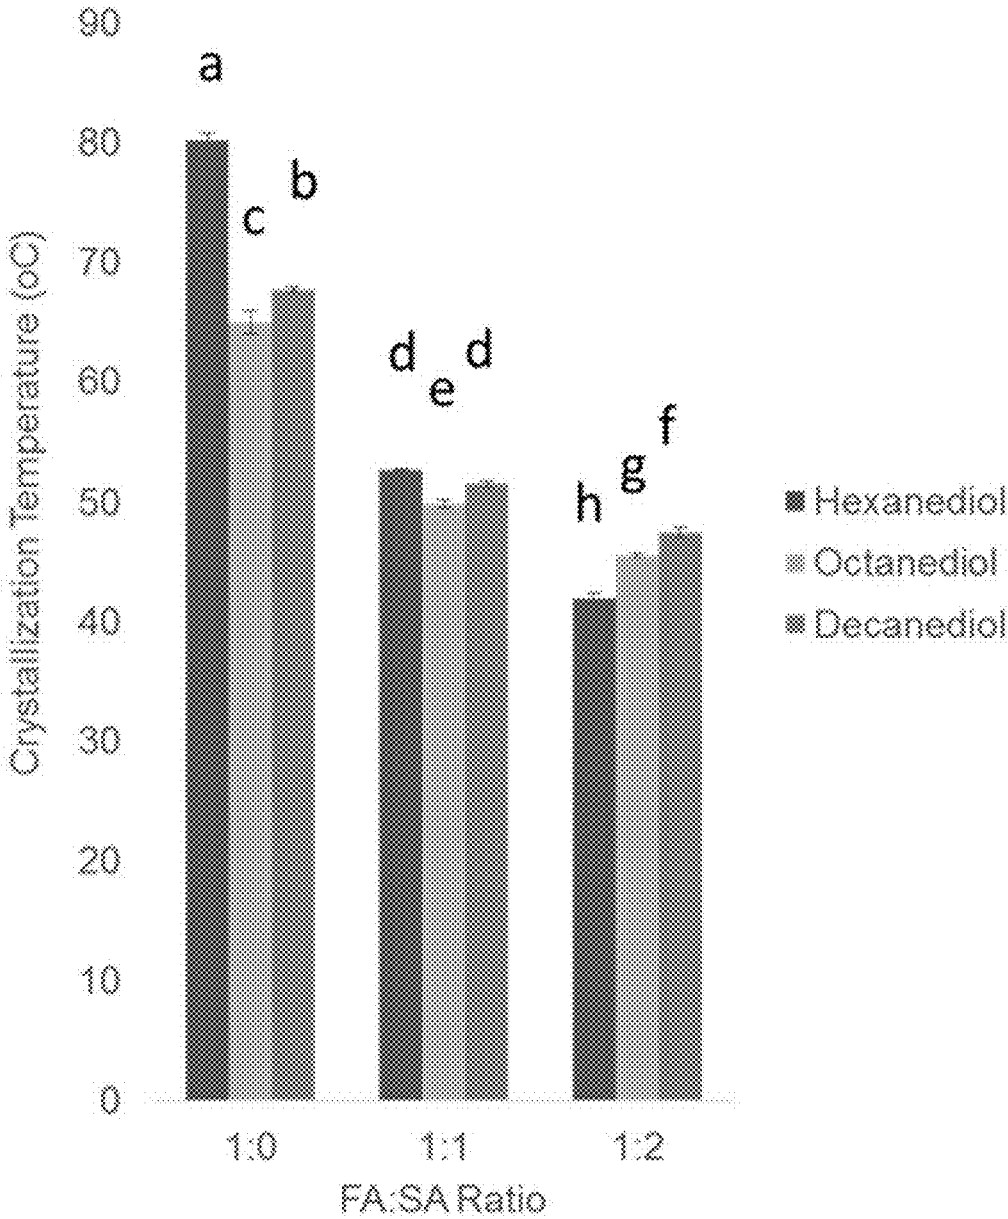 90
a
80
b
c
70
d
d
60
e
f
g
50
h
Hexanediol
Octanediol
Decanediol
40
30
20
10
0
Crystallization Temperature (oC)
1:0
1:1
1:2
FA:SA Ratio